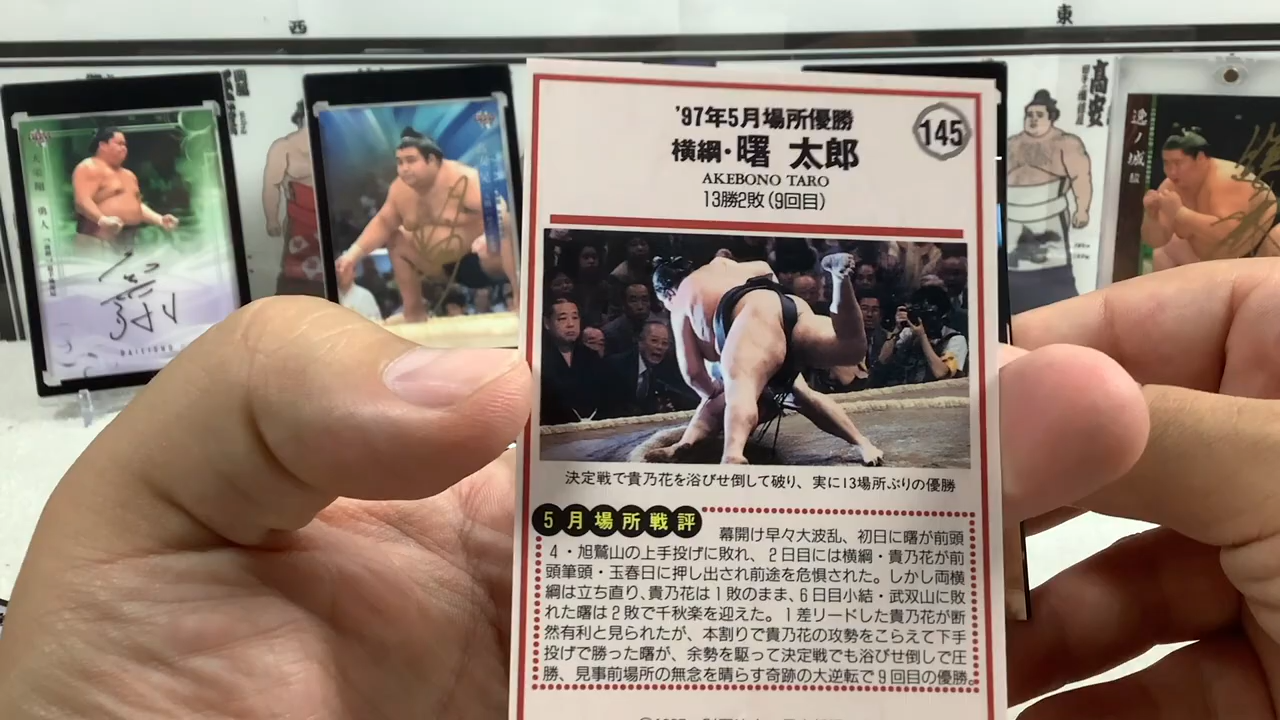 西
東
'97年5月場所優勝
145
横綱・曙 太郎
AKEBONO TARO
13勝2敗(9回目)
決定戦で貴乃花を浴びせ倒して破り、実に13場所ぶりの優勝
5月場所戦評
幕開け早々大波乱、初日に曙が前頭
4・旭鷲山の上手投げに敗れ、2日目には横綱・貴乃花が前
頭筆頭・玉春日に押し出され前途を危惧された。しかし両横
綱は立ち直り、貴乃花は1敗のまま、6日目小結・武双山に敗
れた曙は2敗で千秋楽を迎えた。1差リードした貴乃花が断
然有利と見られたが、本割りで貴乃花の攻勢をこらえて下手
投げで勝った曙が、余勢を駆って決定戦でも浴びせ倒しで圧
勝、見事前場所の無念を晴らす奇跡の大逆転で9回目の優勝。
大栄翔 勇人
高安
逸ノ城 駿